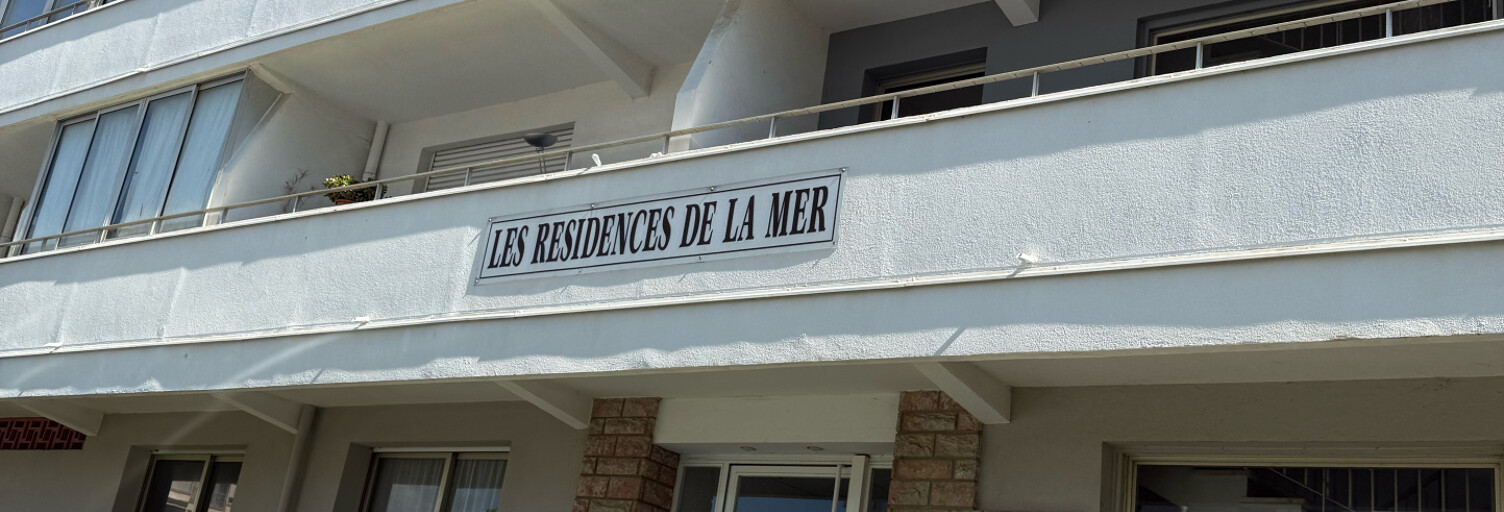 LES RESIDENCES DE LA MER